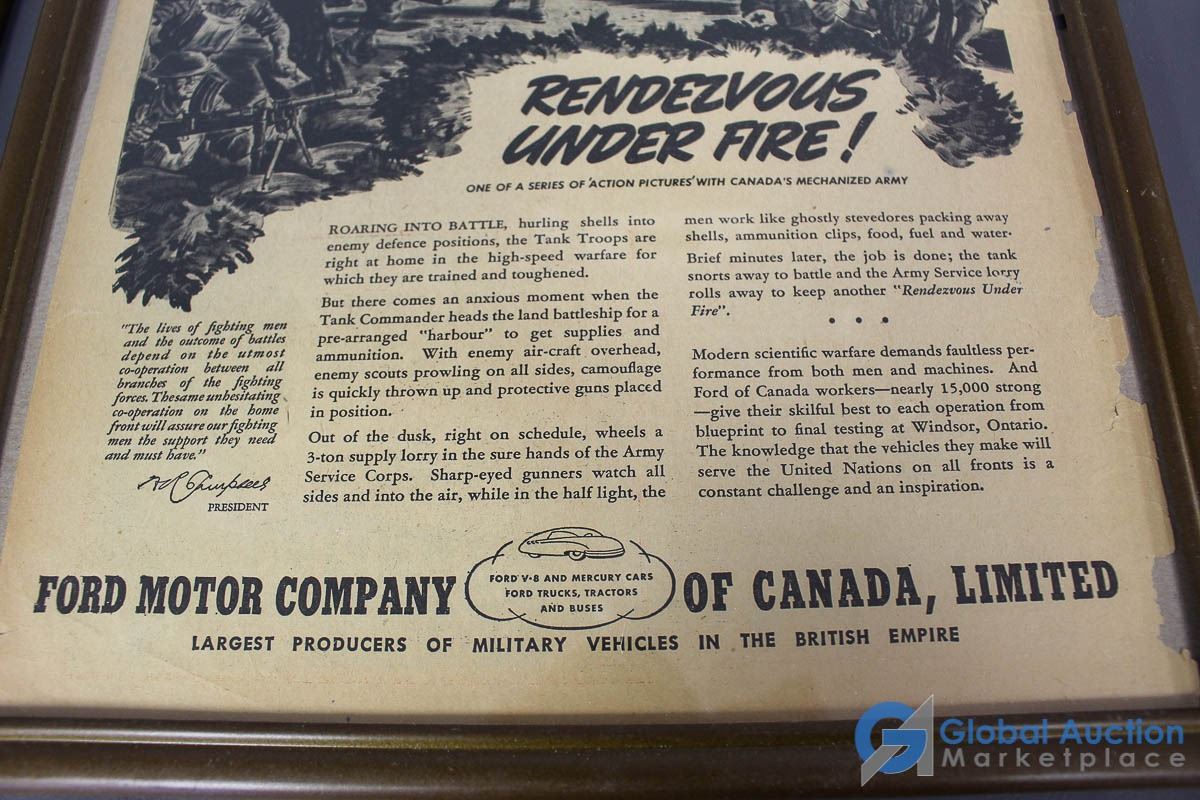 RENDEZVOUS
UNDER FIRE!
ONE OF A SERIES OF 'ACTION PICTURES' WITH CANADA'S MECHANIZED ARMY
ROARING INTO BATTLE, hurling shells into
enemy defence positions, the Tank Troops are
right at home in the high-speed warfare for
which they are trained and toughened.
But there comes an anxious moment when the
Tank Commander heads the land battleship for a
pre-arranged "harbour" to get supplies and
ammunition. With enemy air-craft overhead,
enemy scouts prowling on all sides, camouflage
is quickly thrown up and protective guns placed
in position.
Out of the dusk, right on schedule, wheels a
3-ton supply lorry in the sure hands of the Army
Service Corps. Sharp-eyed gunners watch all
sides and into the air, while in the half light, the
men work like ghostly stevedores packing away
shells, ammunition clips, food, fuel and water.
Brief minutes later, the job is done; the tank
snorts away to battle and the Army Service lorry
rolls away to keep another "Rendezvous Under
Fire".
• • •
Modern scientific warfare demands faultless per-
formance from both men and machines. And
Ford of Canada workers—nearly 15,000 strong
—give their skilful best to each operation from
blueprint to final testing at Windsor, Ontario.
The knowledge that the vehicles they make will
serve the United Nations on all fronts is a
constant challenge and an inspiration.
"The lives of fighting men
and the outcome of battles
depend on the utmost
co-operation between all
branches of the fighting
forces. The same unhesitating
co-operation on the home
front will assure our fighting
men the support they need
and must have."
PRESIDENT
FORD MOTOR COMPANY OF CANADA, LIMITED
FORD V·8 AND MERCURY CARS
FORD TRUCKS, TRACTORS
AND BUSES
LARGEST PRODUCERS OF MILITARY VEHICLES IN THE BRITISH EMPIRE
Global Auction
Marketplace